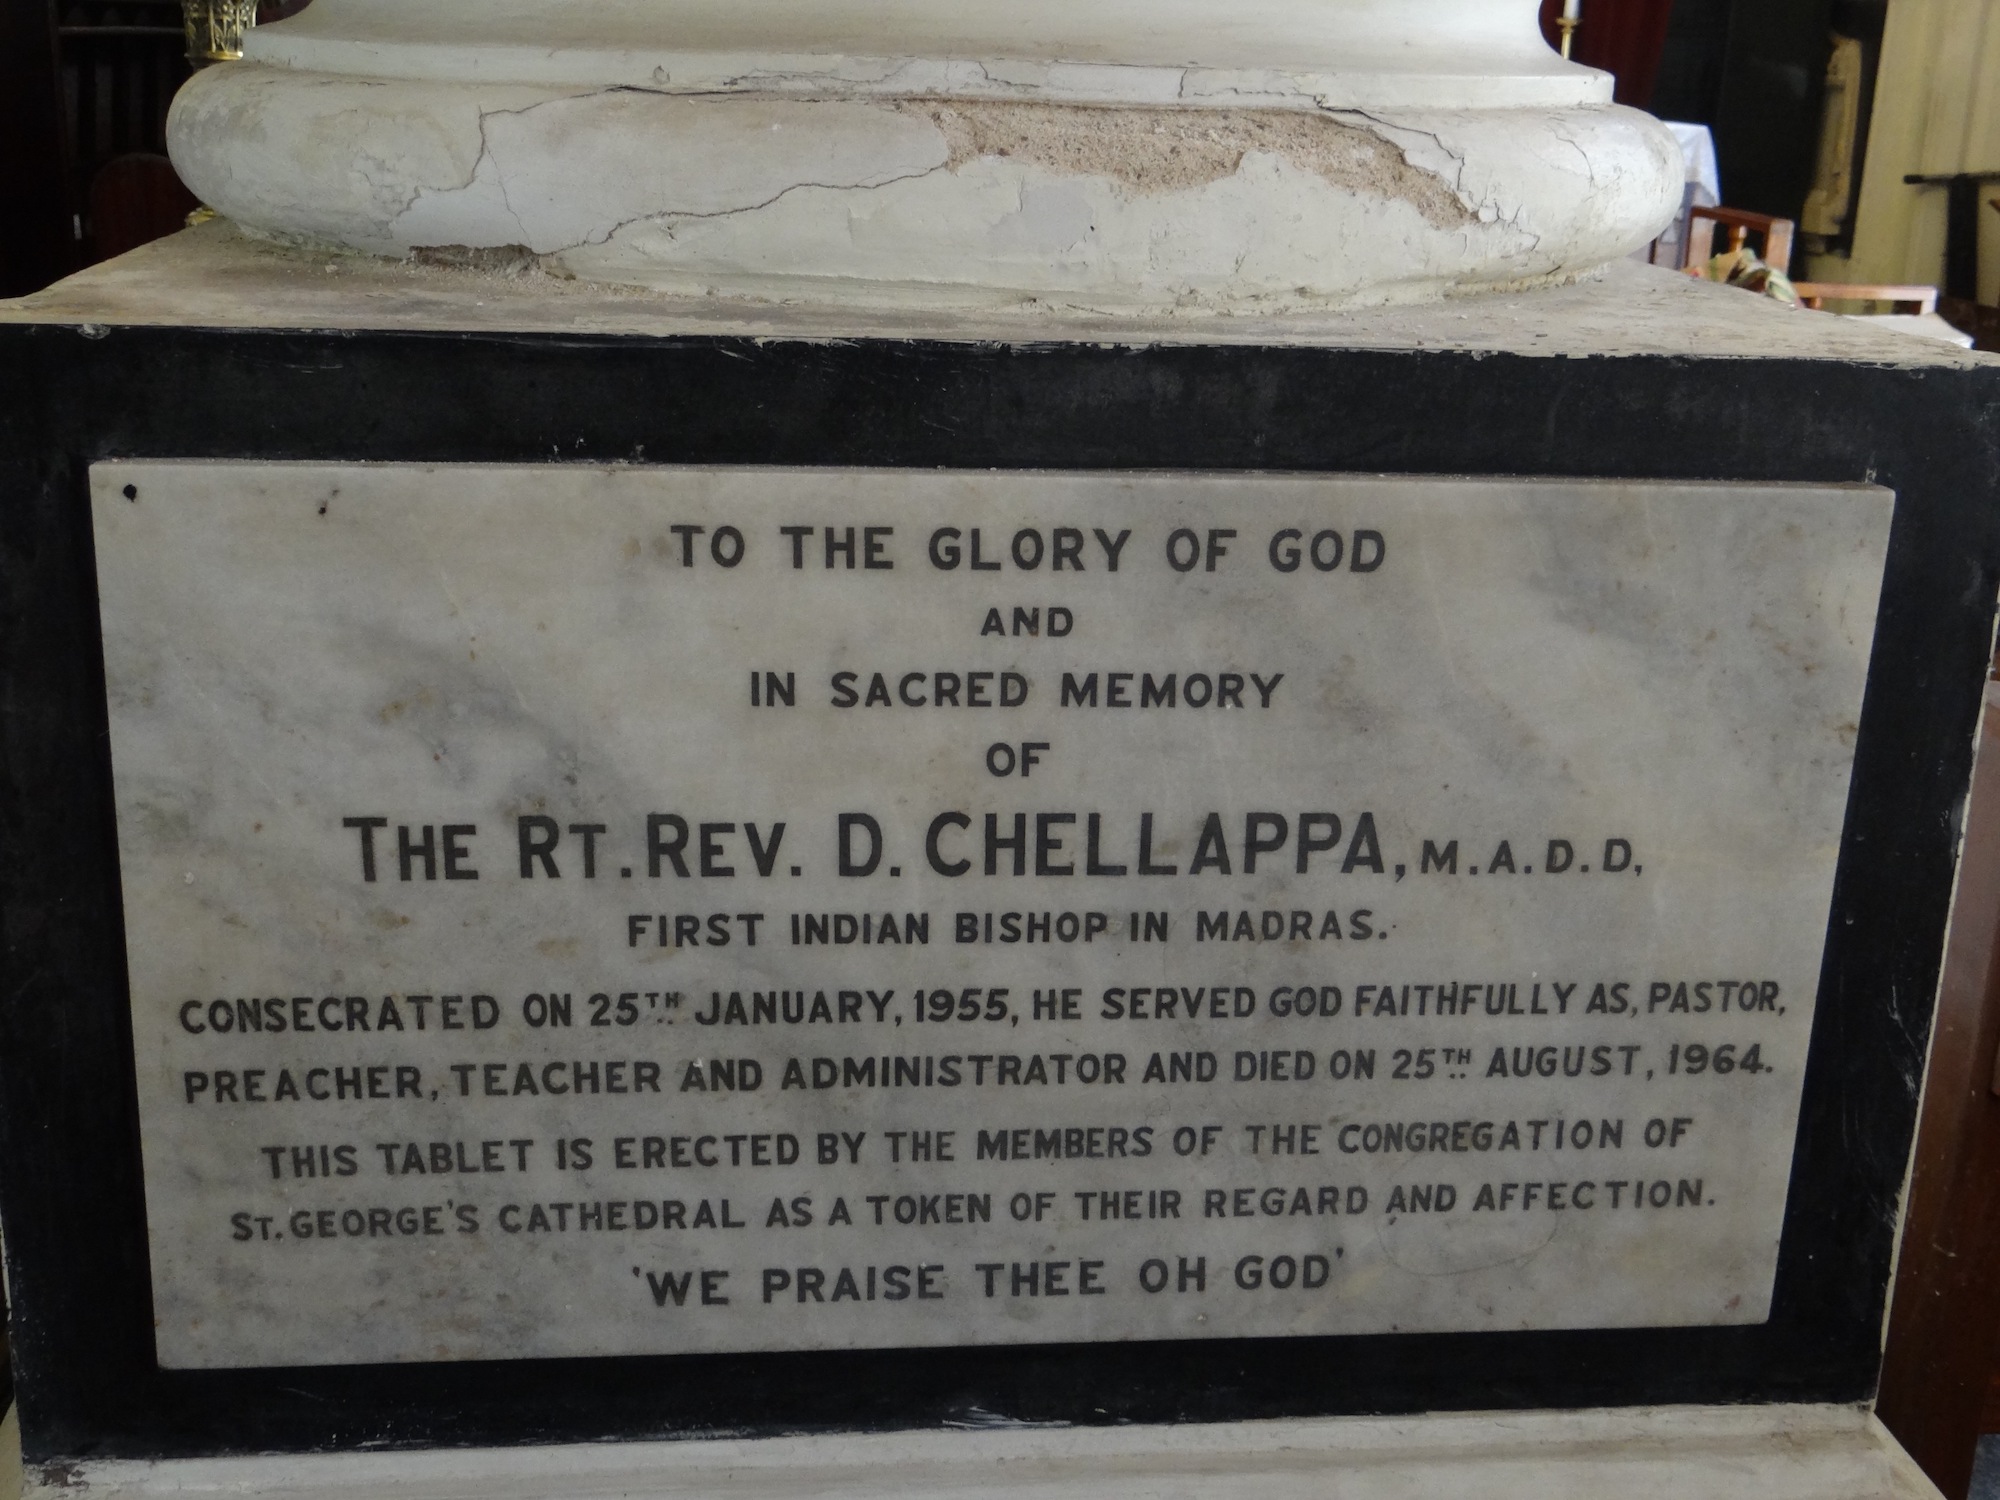 TO THE GLORY OF GOD
AND
IN SACRED MEMORY
OF
THE RT. REV. D. CHELLAPPA, M.A.D.D,
FIRST INDIAN BISHOP IN MADRAS.
CONSECRATED ON 25TH JANUARY, 1955, HE SERVED GOD FAITHFULLY AS, PASTOR,
PREACHER, TEACHER AND ADMINISTRATOR AND DIED ON 25TH AUGUST, 1964.
THIS TABLET IS ERECTED BY THE MEMBERS OF THE CONGREGATION OF
ST. GEORGE'S CATHEDRAL AS A TOKEN OF THEIR REGARD AND AFFECTION.
'WE PRAISE THEE OH GOD'